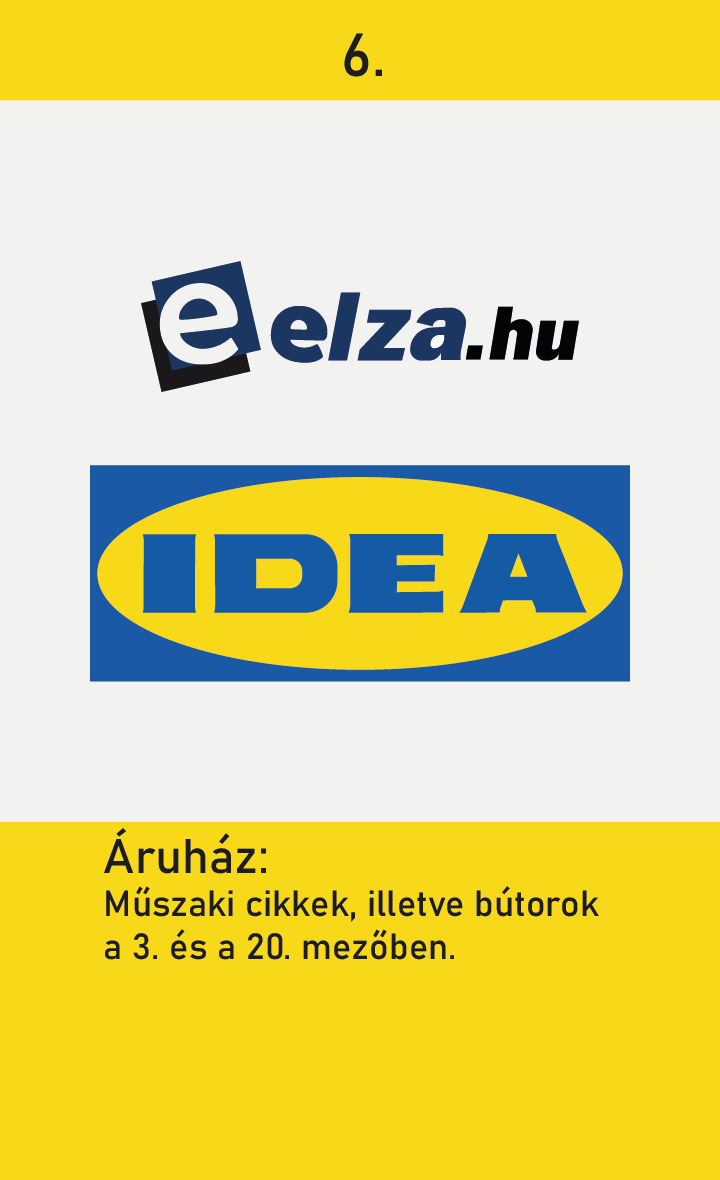 6.
e elza.hu
IDEA
Áruház:
Műszaki cikkek, illetve bútorok
a 3. és a 20. mezőben.